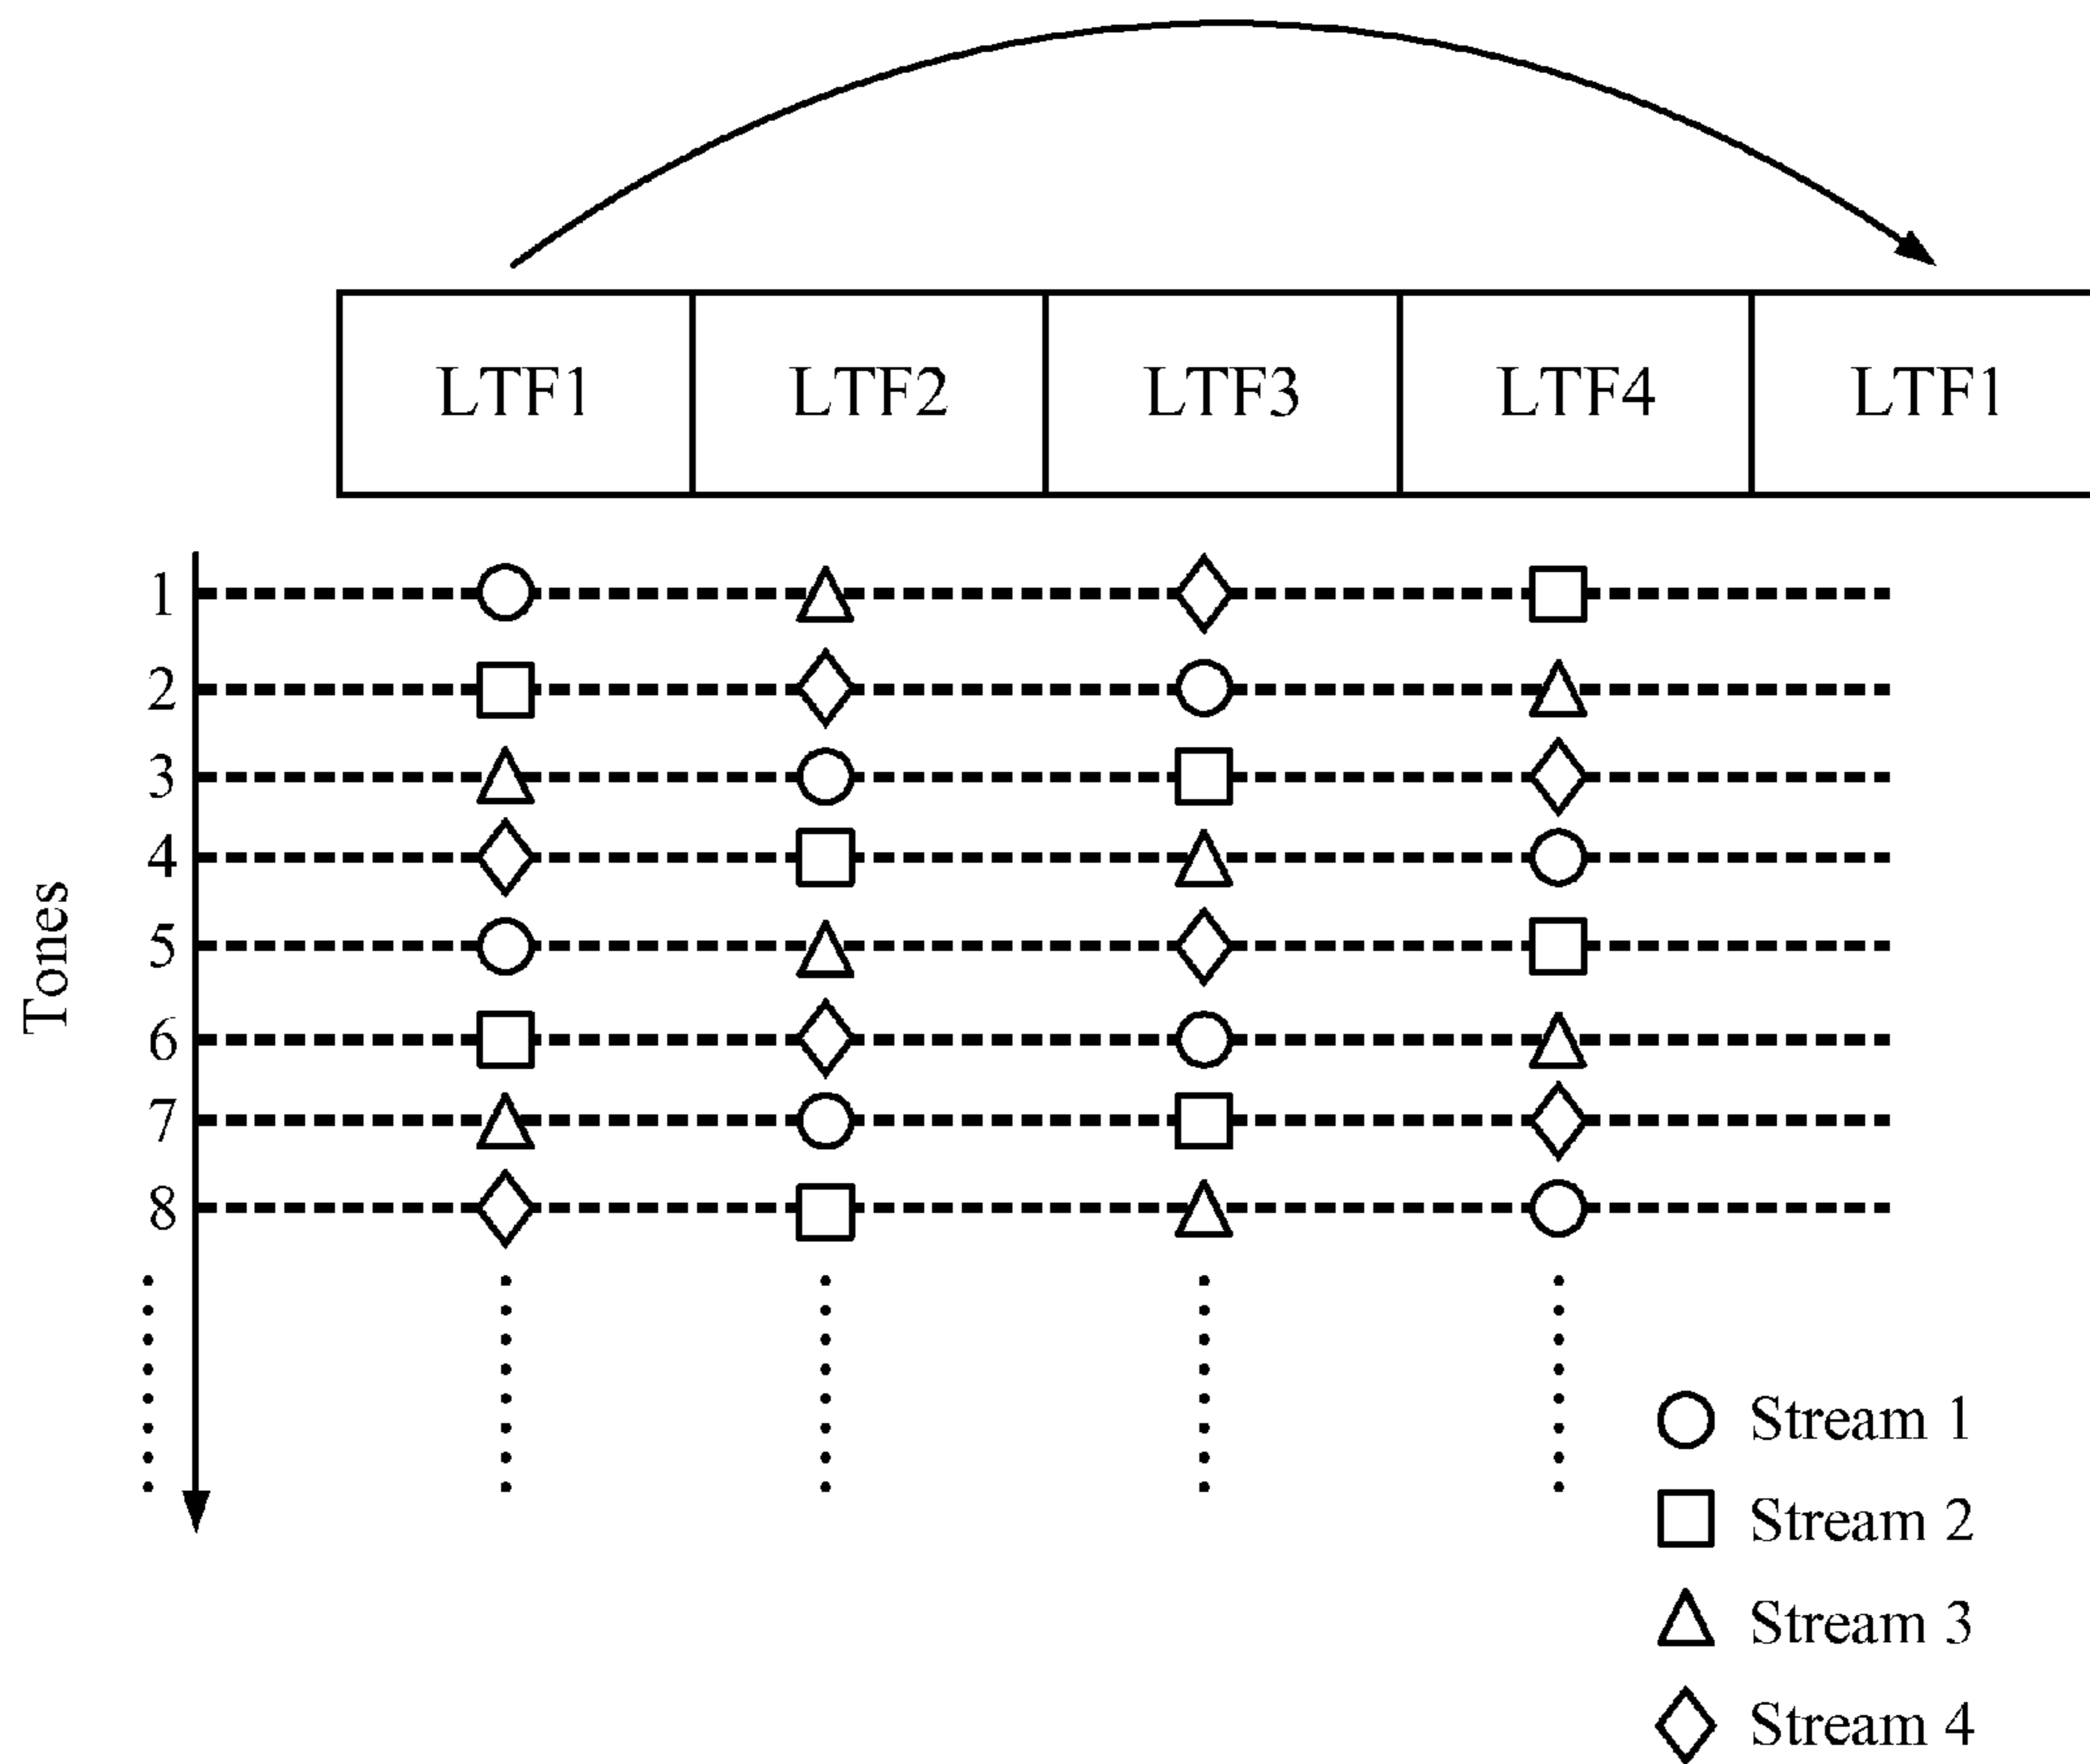 LTF1 LTF2 LTF3 LTF4 LTF1
1
2
3
4
5
6
7
8
Tones
Stream 1
Stream 2
Stream 3
Stream 4